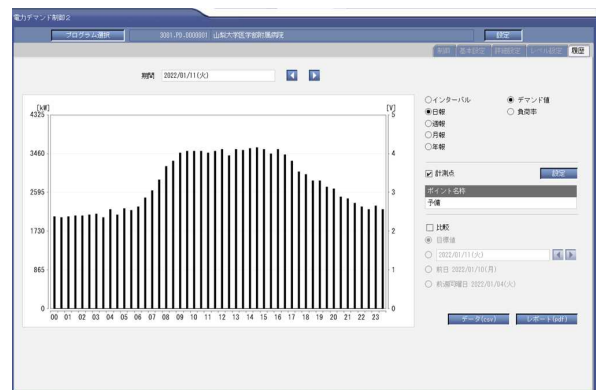 電力デマンド制御2
プログラム選択 3001.PD.0000001 山梨大学医学部附属病院 設定
制御 基本設定 詳細設定 レベル設定 履歴
期間 2022/01/11(火)
[kW] [V]
4325 5
3460 4
2595 3
1730 2
865 1
0 0
00 01 02 03 04 05 06 07 08 09 10 11 12 13 14 15 16 17 18 19 20 21 22 23
インターバル デマンド値
日報 負荷率
週報
月報
年報
計測点 設定
ポイント名称
予備
比較
目標値
2022/01/11(火)
前日 2022/01/10(月)
前週同曜日 2022/01/04(火)
データ(csv) レポート(pdf)